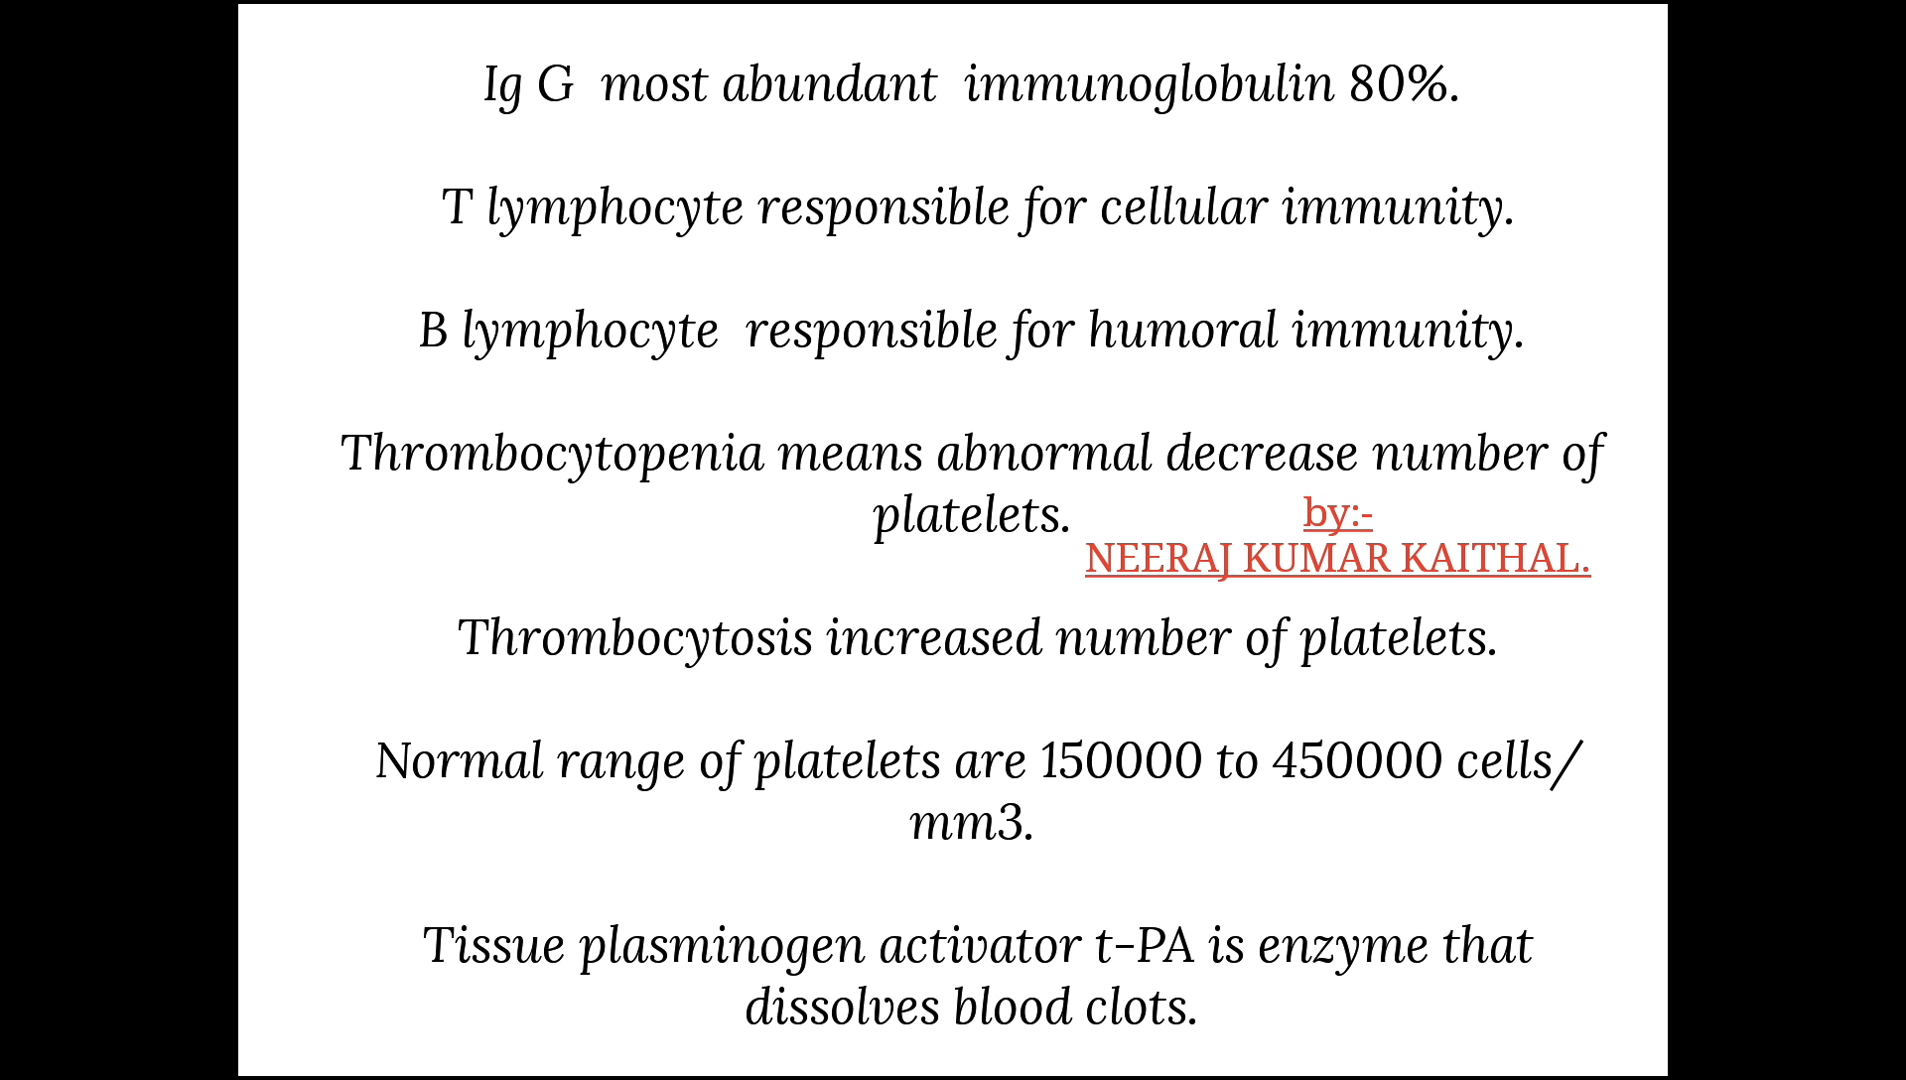 Ig G most abundant immunoglobulin 80%.
T lymphocyte responsible for cellular immunity.
B lymphocyte responsible for humoral immunity.
Thrombocytopenia means abnormal decrease number of
platelets.
by:-
NEERAJ KUMAR KAITHAL.
Thrombocytosis increased number of platelets.
Normal range of platelets are 150000 to 450000 cells/
mm3.
Tissue plasminogen activator t-PA is enzyme that
dissolves blood clots.